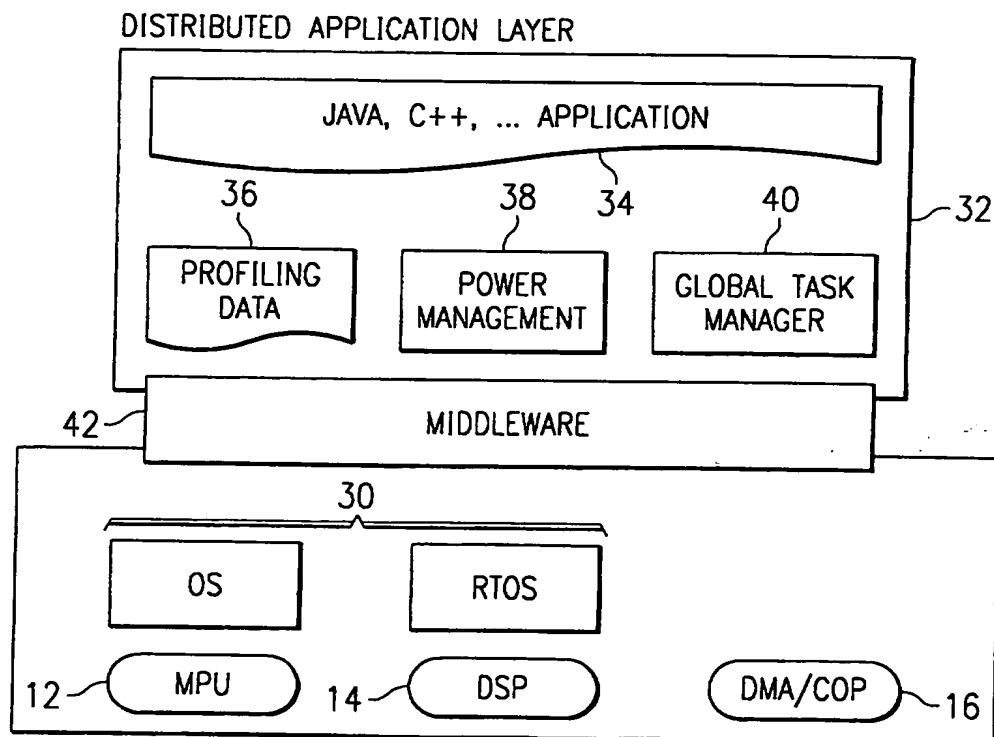 DISTRIBUTED APPLICATION LAYER
JAVA, C++, ... APPLICATION
36
38
34
40
32
PROFILING
DATA
POWER
MANAGEMENT
GLOBAL TASK
MANAGER
42
MIDDLEWARE
30
OS
RTOS
12
MPU
14
DSP
DMA/COP
16